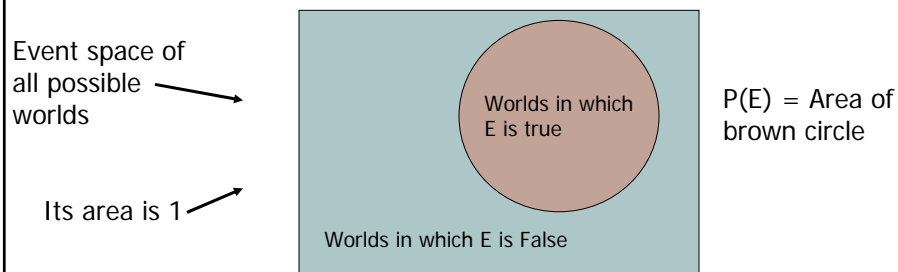 Event space of
all possible
worlds
Its area is 1
Worlds in which
E is true
Worlds in which E is False
P(E) = Area of
brown circle